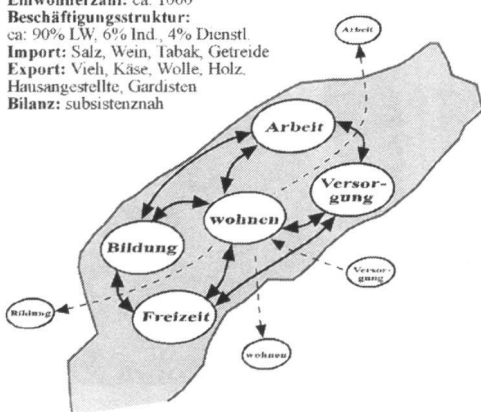 Einwohnerzahl: ca. 1000
Beschäftigungsstruktur:
ca: 90% LW, 6% Ind., 4% Dienstl.
Import: Salz, Wein, Tabak, Getreide
Export: Vieh, Käse, Wolle, Holz.
Hausangestellte, Gardisten
Bilanz: subsistenznah
Arbeit
Arbeit
Versor-
gung
wohnen
Bildung
Versor-
gung
Freizeit
Bildung
wohnen